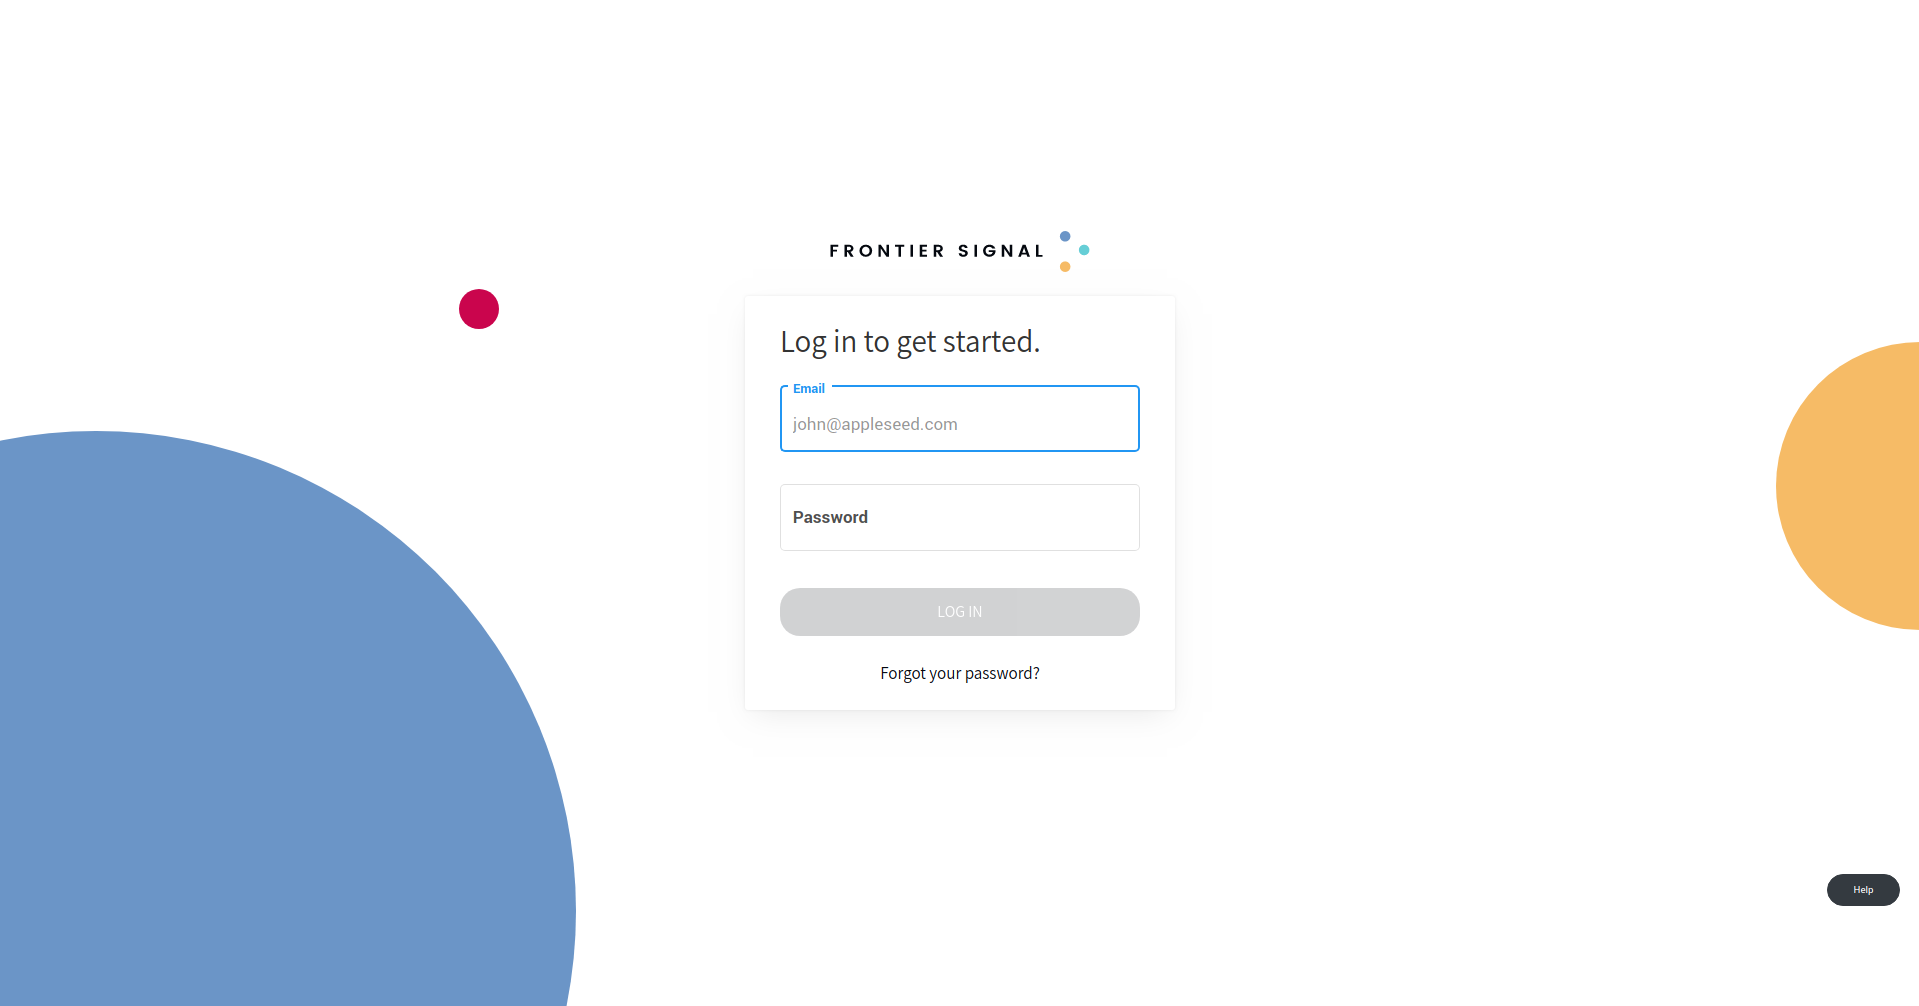 FRONTIER SIGNAL
Log in to get started.
Email
john@appleseed.com
Password
LOG IN
Forgot your password?
Help